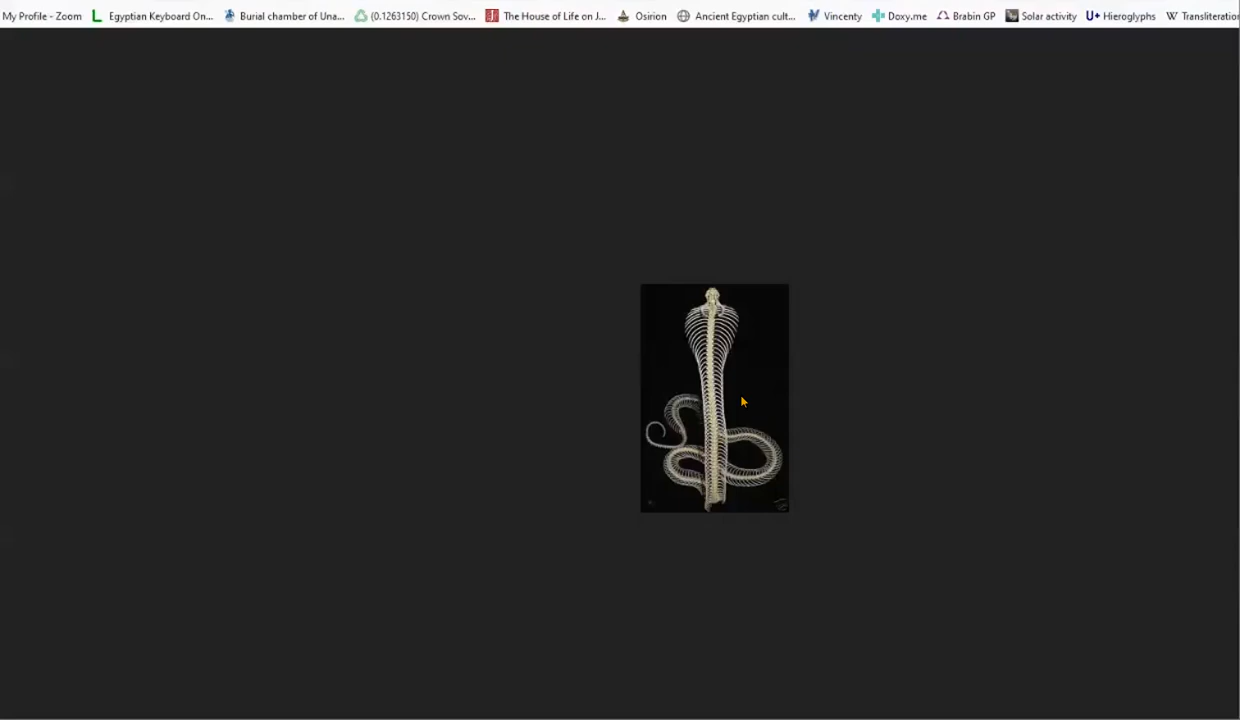 My Profile - Zoom Egyptian Keyboard On... Burial chamber of Una... (0.1263150) Crown Sov... The House of Life on J... Osirion Ancient Egyptian cult... Vincenty Doxy.me Brabin GP Solar activity U+ Hieroglyphs W Transliteration